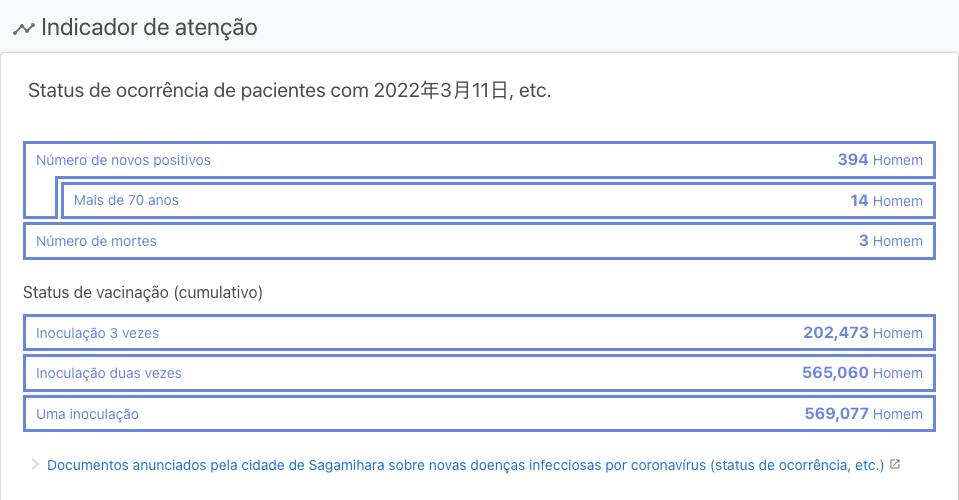 Indicador de atenção
Status de ocorrência de pacientes com 2022年3月11日, etc.
Número de novos positivos 394 Homem
Mais de 70 anos 14 Homem
Número de mortes 3 Homem
Status de vacinação (cumulativo)
Inoculação 3 vezes 202,473 Homem
Inoculação duas vezes 565,060 Homem
Uma inoculação 569,077 Homem
Documentos anunciados pela cidade de Sagamihara sobre novas doenças infecciosas por coronavírus (status de ocorrência, etc.)